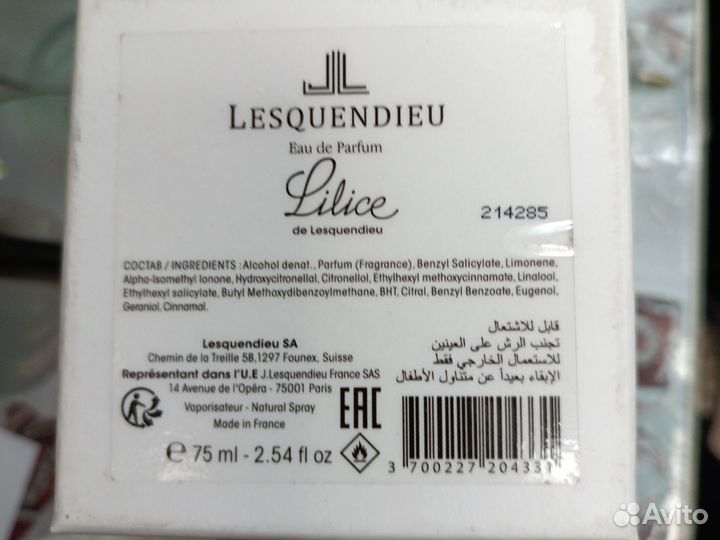 LESQUENDIEU
Eau de Parfum
Lilice
de Lesquendieu
214285
СОСТАВ / INGREDIENTS : Alcohol denat., Parfum (Fragrance), Benzyl Salicylate, Limonene,
Alpha-Isomethyl Ionone, Hydroxycitronellal, Citronellol, Ethylhexyl methoxycinnamate, Linalool,
Ethylhexyl salicylate, Butyl Methoxydibenzoylmethane, BHT, Citral, Benzyl Benzoate, Eugenol,
Geraniol, Cinnamal.
Lesquendieu SA
Chemin de la Treille 5B,1297 Founex, Suisse
Représentant dans l'U.E J.Lesquendieu France SAS
14 Avenue de l'Opéra - 75001 Paris
Vaporisateur - Natural Spray
Made in France
℮ 75 ml - 2.54 fl oz
EAC
قابل للاشتعال
تجنب الرش على العينين
للاستعمال الخارجي فقط
الإبقاء بعيداً عن متناول الأطفال
3 700227 204331
Avito